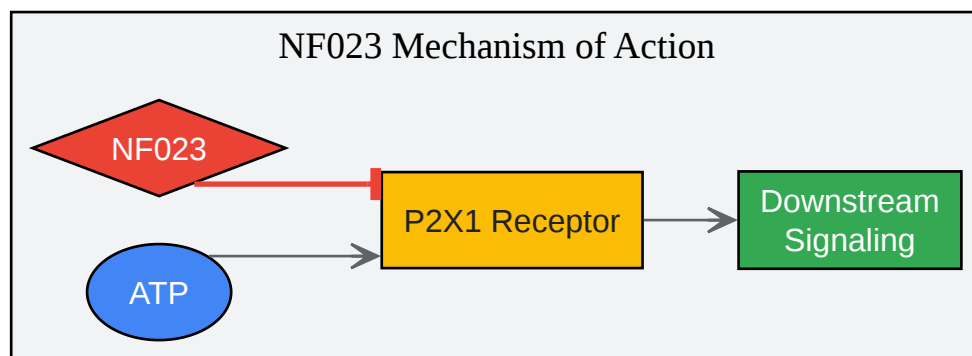 NF023 Mechanism of Action
NF023
P2X1 Receptor
Downstream
Signaling
ATP